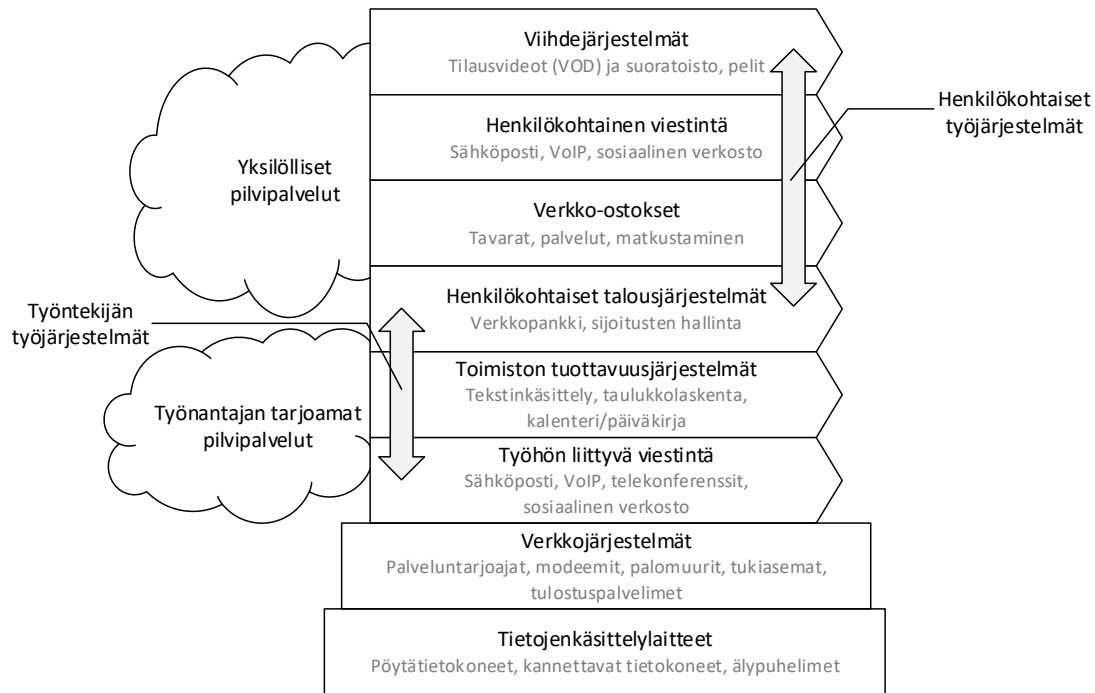 Viihdejärjestelmät
Tilausvideot (VOD) ja suoratoisto, pelit
Henkilökohtaiset
työjärjestelmät
Henkilökohtainen viestintä
Sähköposti, VoIP, sosiaalinen verkosto
Yksilölliset
pilvipalvelut
Verkko-ostokset
Tavarat, palvelut, matkustaminen
Henkilökohtaiset talousjärjestelmät
Verkkopankki, sijoitusten hallinta
Työntekijän
työjärjestelmät
Toimiston tuottavuusjärjestelmät
Tekstinkäsittely, taulukkolaskenta,
kalenteri/päiväkirja
Työnantajan tarjoamat
pilvipalvelut
Työhön liittyvä viestintä
Sähköposti, VoIP, telekonferenssit,
sosiaalinen verkosto
Verkkojärjestelmät
Palveluntarjoajat, modeemit, palomuurit, tukiasemat,
tulostuspalvelimet
Tietojenkäsittelylaitteet
Pöytätietokoneet, kannettavat tietokoneet, älypuhelimet